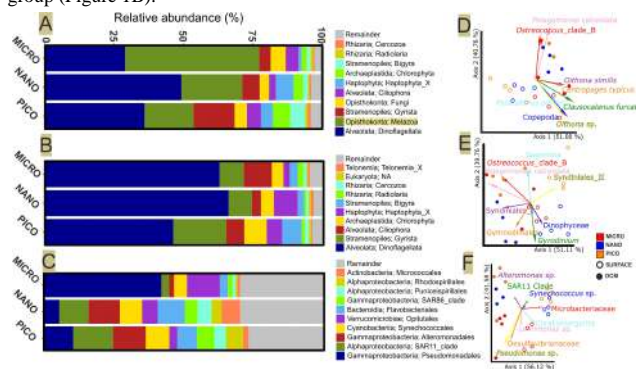 group (Figure 1B).
A
Relative abundance (%)
0
50
75
100
MICRO
NANO
PICO
Remainder
Rhizaria; Cercozoa
Rhizaria; Radiolaria
Stramenopiles; Bigyra
Archaeplastida; Chlorophyta
Haptophyta; Haptophyta_X
Alveolata; Ciliophora
Opisthokonta; Fungi
Stramenopiles; Gyrista
Opisthokonta; Metazoa
Alveolata; Dinoflagellata
B
MICRO
NANO
PICO
Remainder
Telonemia; Telonemia_X
Eukaryota; NA
Rhizaria; Cercozoa
Rhizaria; Radiolaria
Stramenopiles; Bigyra
Haptophyta; Haptophyta_X
Archaeplastida; Chlorophyta
Alveolata; Ciliophora
Stramenopiles; Gyrista
Alveolata; Dinoflagellata
C
MICRO
NANO
PICO
Remainder
Actinobacteria; Micrococcales
Alphaproteobacteria; Rhodospirillales
Alphaproteobacteria; Puniceispirillales
Gammaproteobacteria; SAR86_clade
Bacteroidia; Flavobacteriales
Verrucomicrobiae; Opitutales
Cyanobacteria; Synechococcales
Gammaproteobacteria; Alteromonadales
Alphaproteobacteria; SAR11_clade
Gammaproteobacteria; Pseudomonadales
D
Ostreococcus_clade_B
Oithona similis
Centropages typicus
Clausocalanus furcatus
Copepodas
Oithona sp.
Axis 1 (51.88 %)
E
Ostreococcus_clade_B
Syndiniales_II
Syndiniales
Dinophyceae
Gyrodinium
Axis 1 (51.11 %)
MICRO
NANO
PICO
SURFACE
DCM
F
Alteromonas sp.
SAR11 Clade
Synechococcus sp.
Microbacteriaceae
Pseudomonas sp.
Axis 1 (56.12 %)